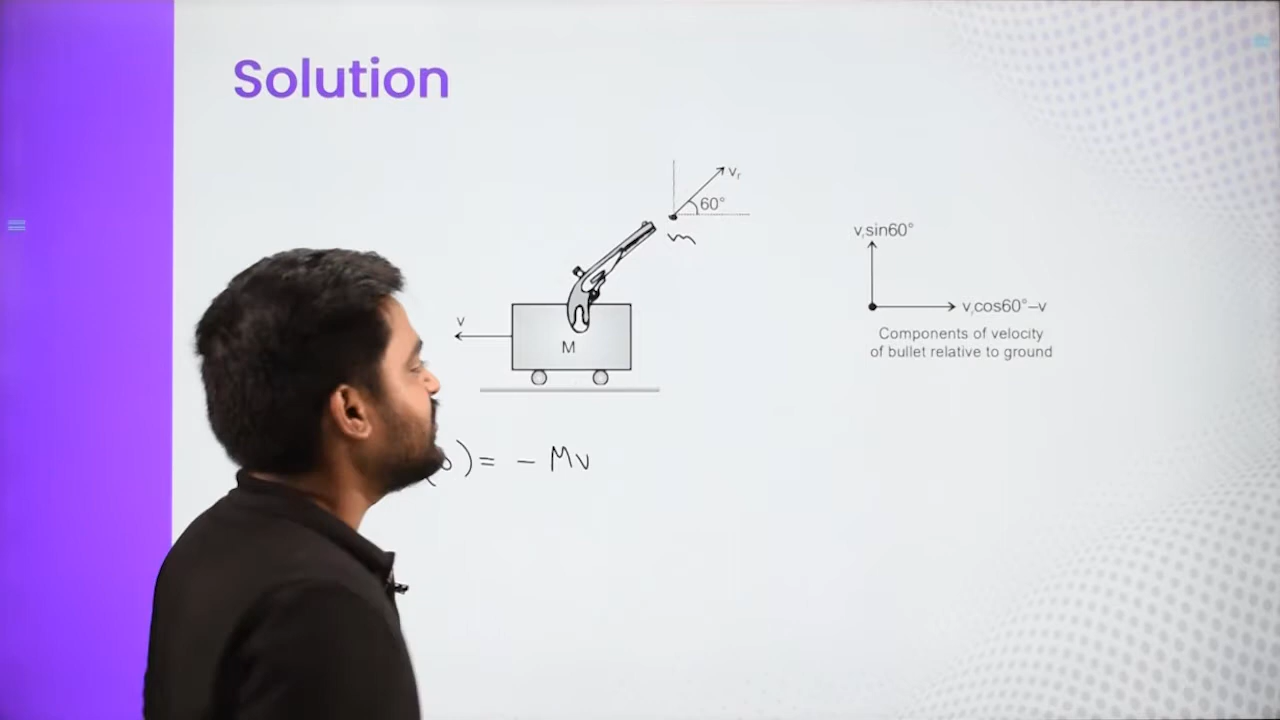 Solution
vᵣ
60°
m
v
M
vᵣsin60°
vᵣcos60°–v
Components of velocity
of bullet relative to ground
) = - Mv